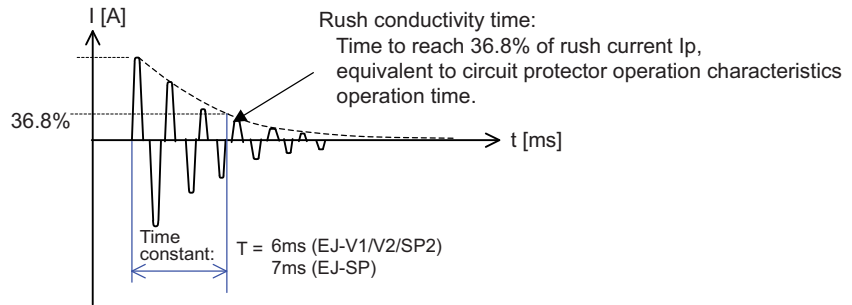 I [A]
Rush conductivity time:
Time to reach 36.8% of rush current Ip,
equivalent to circuit protector operation characteristics
operation time.
36.8%
t [ms]
Time
constant:
T = 6ms (EJ-V1/V2/SP2)
7ms (EJ-SP)